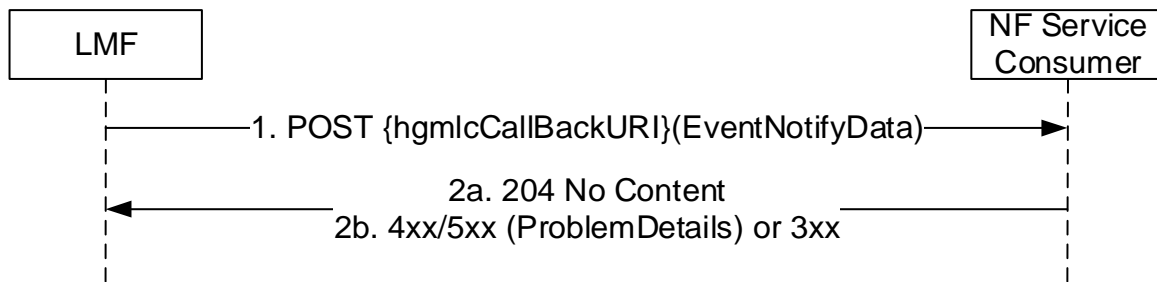 LMF
NF Service
Consumer
1. POST {hgmlcCallBackURI}(EventNotifyData)
2a. 204 No Content
2b. 4xx/5xx (ProblemDetails) or 3xx